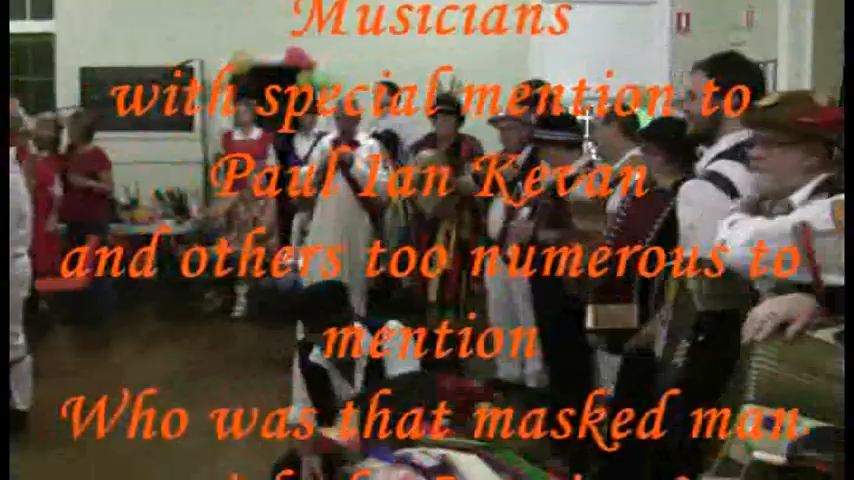 Musicians
with special mention to
Paul Ian Kevan
and others too numerous to
mention
Who was that masked man